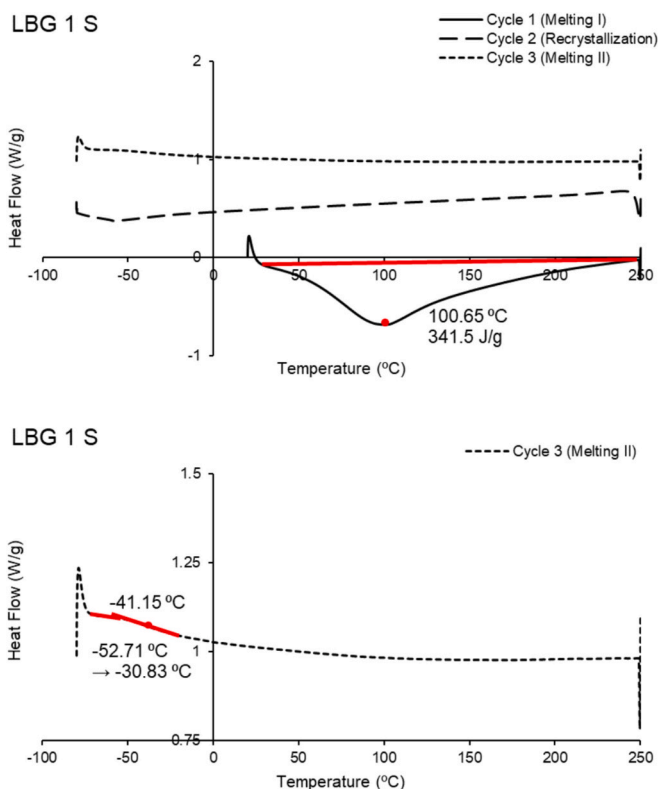 LBG 1 S
Cycle 1 (Melting I)
Cycle 2 (Recrystallization)
Cycle 3 (Melting II)
Heat Flow (W/g)
2
1
0
-1
-100
-50
0
50
100
150
200
250
100.65 ºC
341.5 J/g
Temperature (ºC)
LBG 1 S
Cycle 3 (Melting II)
Heat Flow (W/g)
1.5
1.25
1
0.75
-41.15 ºC
-52.71 ºC
→ -30.83 ºC
-100
-50
0
50
100
150
200
250
Temperature (ºC)